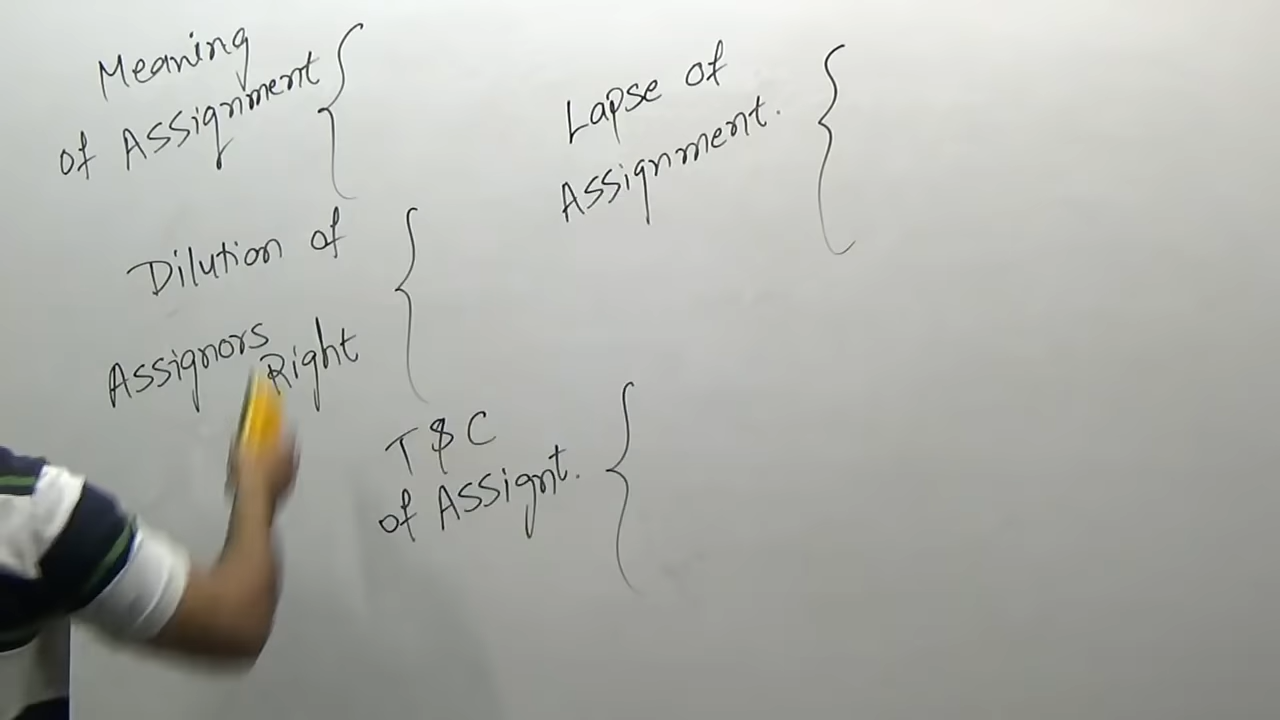 Meaning
of Assignment
Dilution of
Assignors
Right
T & C
of Assignt.
Lapse of
Assignment.